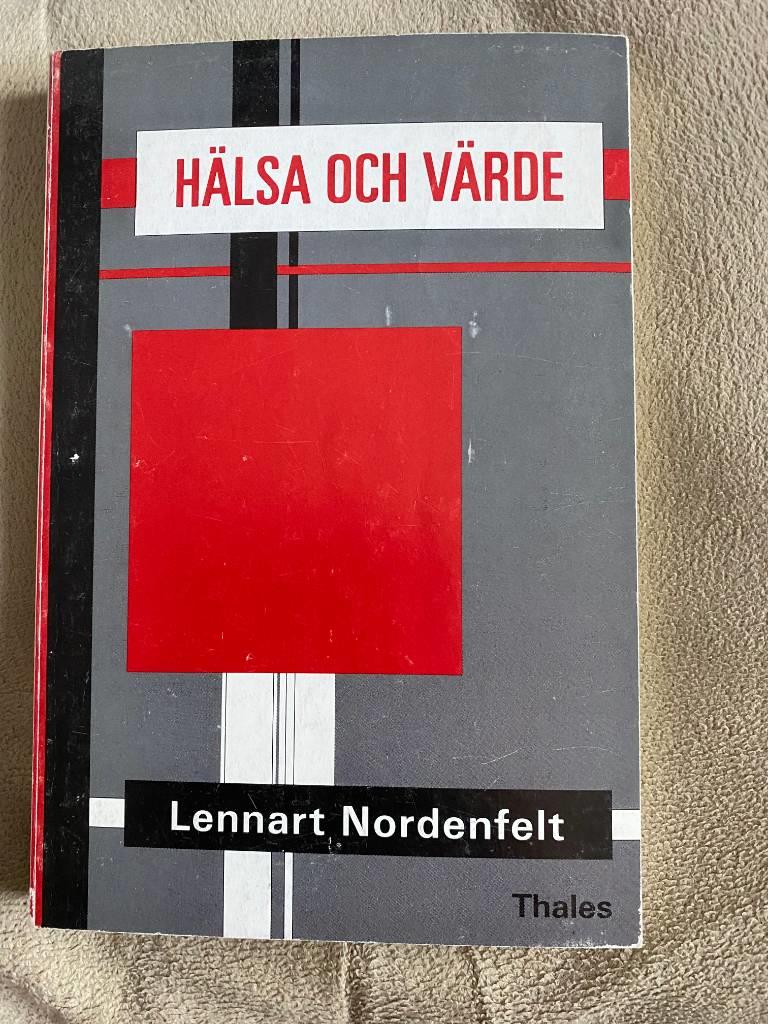 HÄLSA OCH VÄRDE
Lennart Nordenfelt
Thales